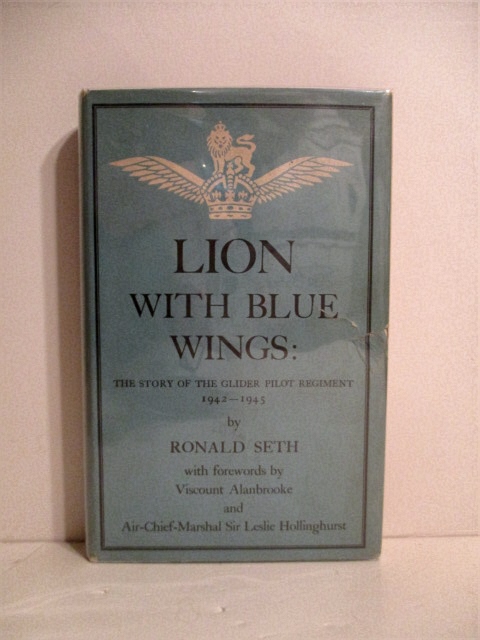 LION
WITH BLUE
WINGS:
THE STORY OF THE GLIDER PILOT REGIMENT
1942—1945
by
RONALD SETH
with forewords by
Viscount Alanbrooke
and
Air-Chief-Marshal Sir Leslie Hollinghurst